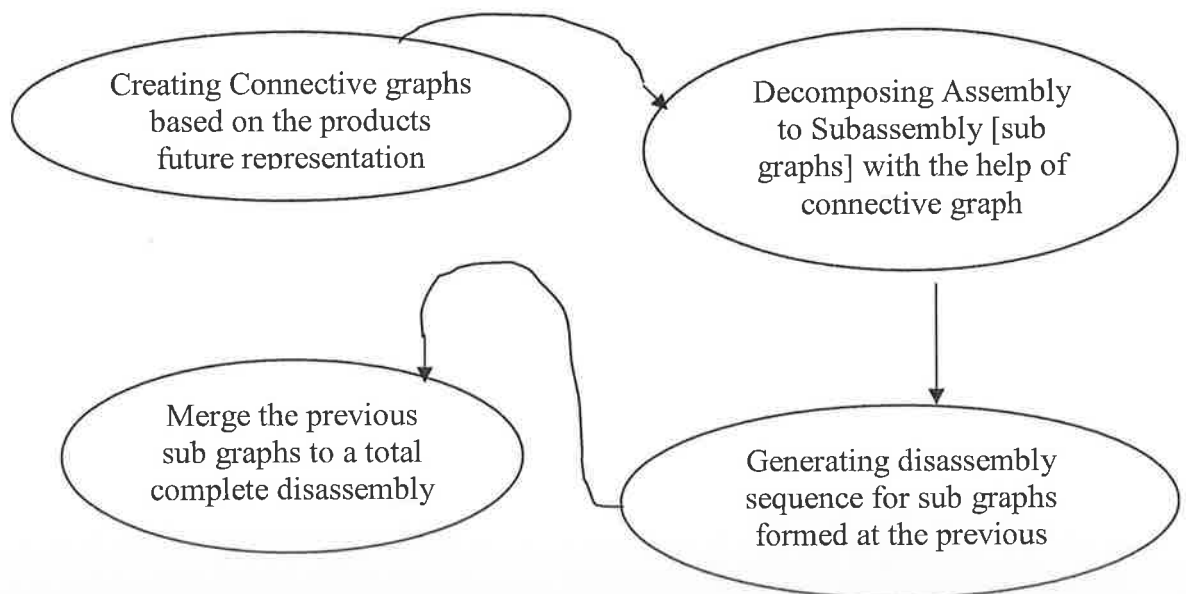 Creating Connective graphs
based on the products
future representation
Decomposing Assembly
to Subassembly [sub
graphs] with the help of
connective graph
Generating disassembly
sequence for sub graphs
formed at the previous
Merge the previous
sub graphs to a total
complete disassembly